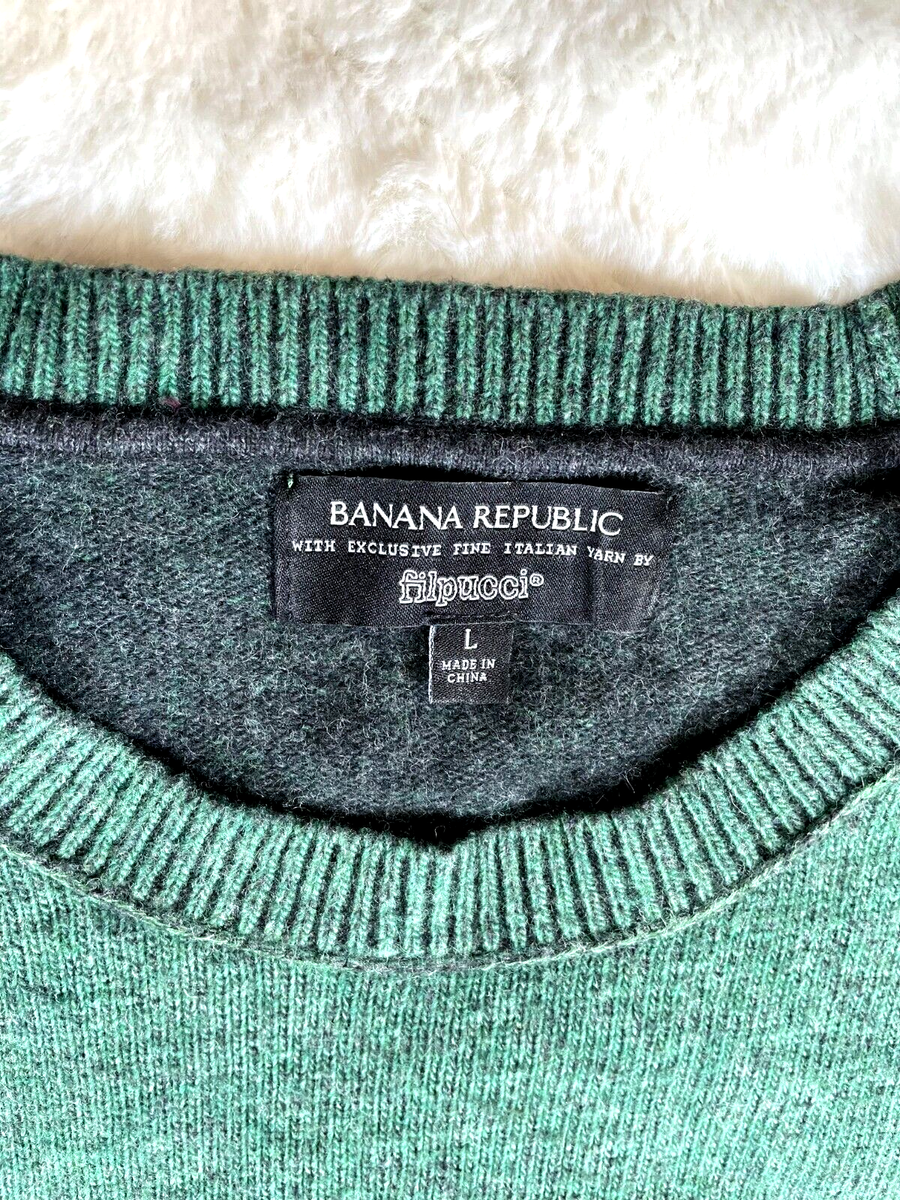 BANANA REPUBLIC
WITH EXCLUSIVE FINE ITALIAN YARN BY
filpucci®
L
MADE IN
CHINA